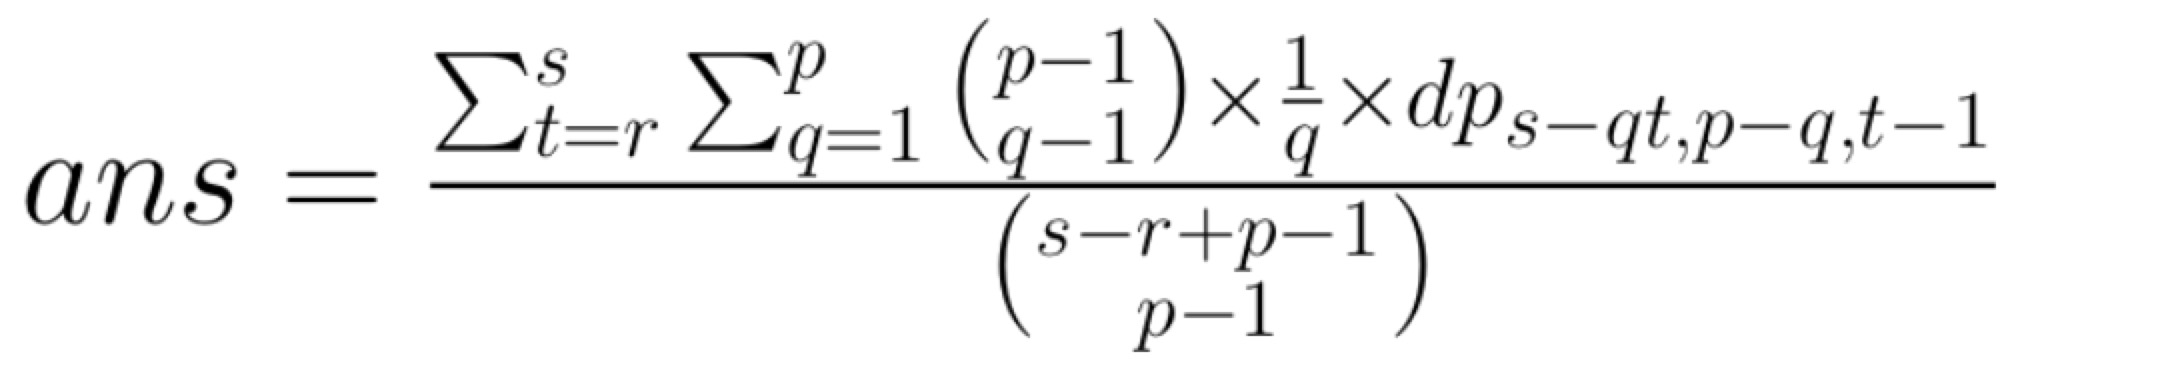 ans = \frac{\sum_{t=r}^{s} \sum_{q=1}^{p} \binom{p-1}{q-1} \times \frac{1}{q} \times dp_{s-qt,p-q,t-1}}{\binom{s-r+p-1}{p-1}}